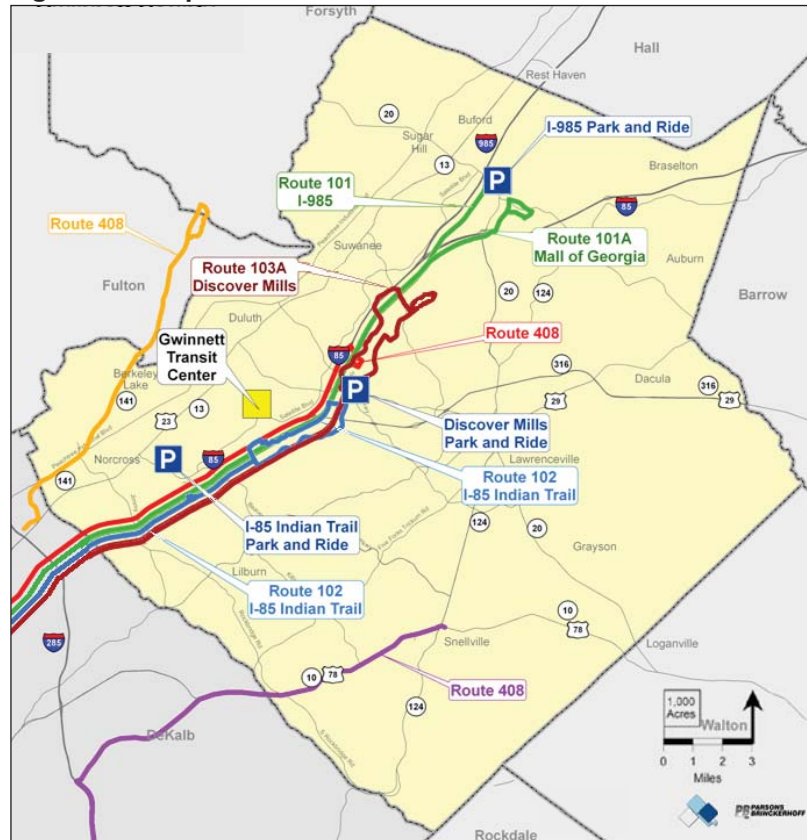 Forsyth
Hall
Rest Haven
20
Buford
Sugar
Hill
985
I-985 Park and Ride
13
P
Braselton
Satellite Blvd
Route 101
I-985
85
Route 408
Suwanee
Route 101A
Mall of Georgia
Auburn
Route 103A
Discover Mills
Fulton
20
124
Barrow
Duluth
Route 408
Gwinnett
Transit
Center
85
316
Berkeley
Lake
Dacula
316
141
13
P
29
29
23
Satellite Blvd
Discover Mills
Park and Ride
Norcross
P
85
Lawrenceville
141
Route 102
I-85 Indian Trail
I-85 Indian Trail
Park and Ride
124
20
Grayson
Lilburn
Route 102
I-85 Indian Trail
10
78
285
Snellville
Loganville
10
78
Route 408
124
1,000
Acres
Walton
DeKalb
0 1 2 3
Miles
PB PARSONS
BRINCKERHOFF
Rockdale